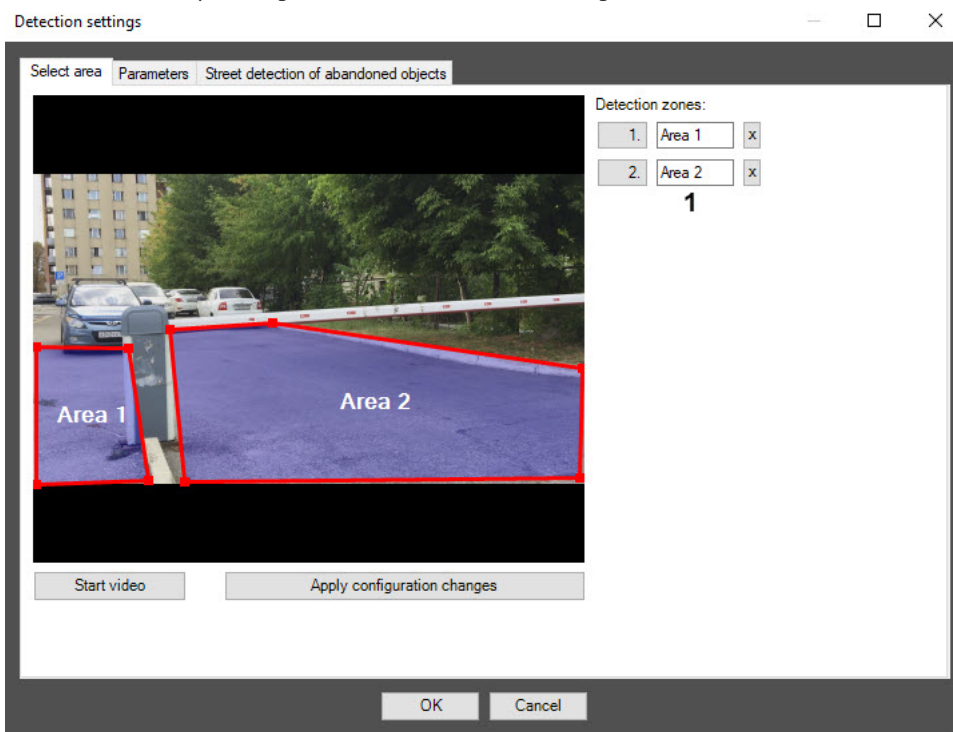 Detection settings
Select area Parameters Street detection of abandoned objects
Detection zones:
1. Area 1 x
2. Area 2 x
1
Area 1
Area 2
Start video Apply configuration changes
OK Cancel